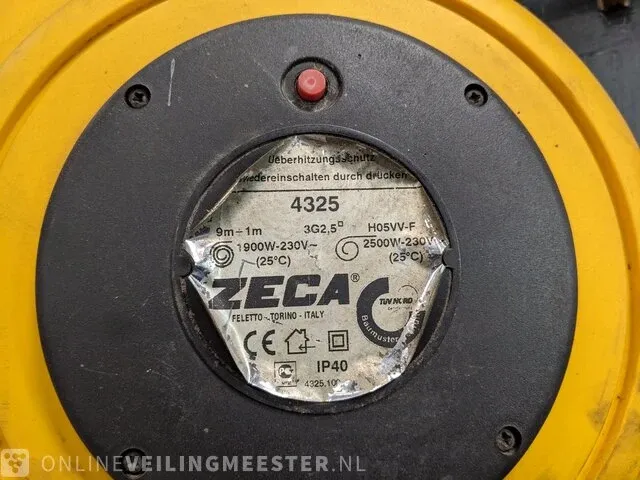 Ueberhitzungsschutz
wiedereinschalten durch drücken
4325
9m÷1m 3G2,5 H05VV-F
1900W-230V~ 2500W-230V~
(25°C) (25°C)
ZECA®
FELETTO-TORINO-ITALY
TÜV NORD
Baumuster
CE
IP40
4325.10
ONLINEVEILINGMEESTER.NL